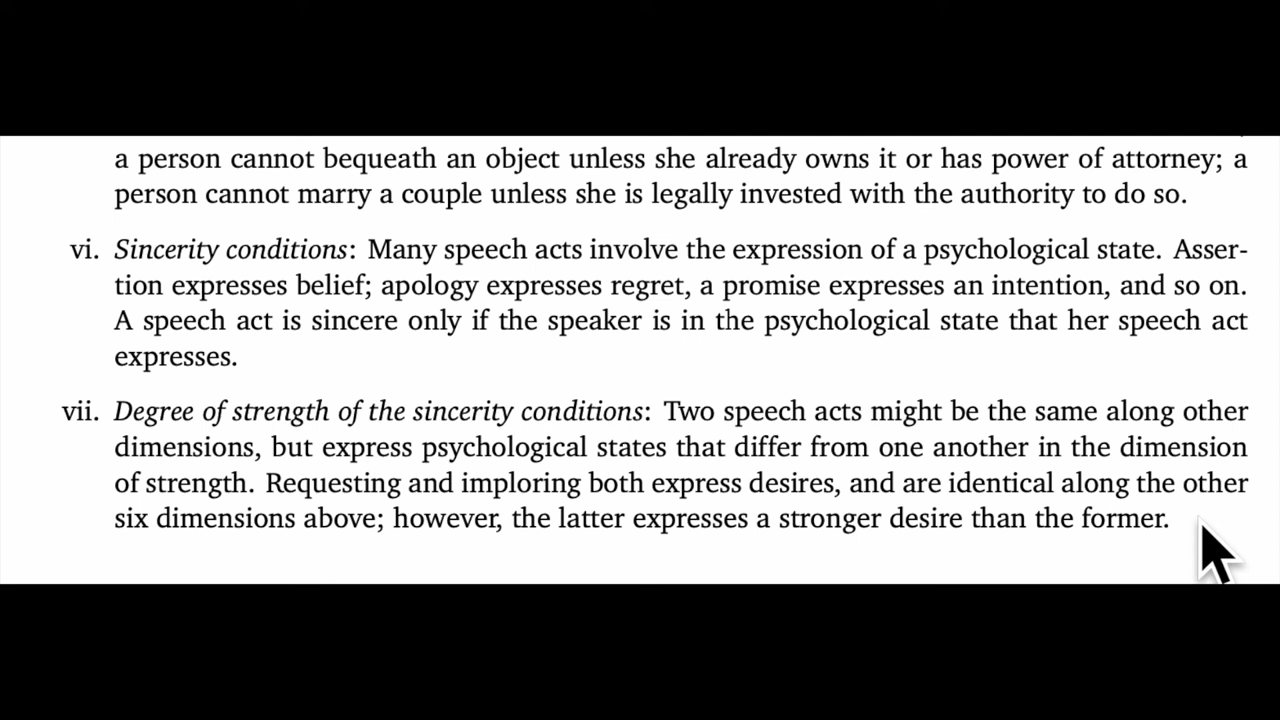 a person cannot bequeath an object unless she already owns it or has power of attorney; a
person cannot marry a couple unless she is legally invested with the authority to do so.
vi. Sincerity conditions: Many speech acts involve the expression of a psychological state. Asser-
tion expresses belief; apology expresses regret, a promise expresses an intention, and so on.
A speech act is sincere only if the speaker is in the psychological state that her speech act
expresses.
vii. Degree of strength of the sincerity conditions: Two speech acts might be the same along other
dimensions, but express psychological states that differ from one another in the dimension
of strength. Requesting and imploring both express desires, and are identical along the other
six dimensions above; however, the latter expresses a stronger desire than the former.